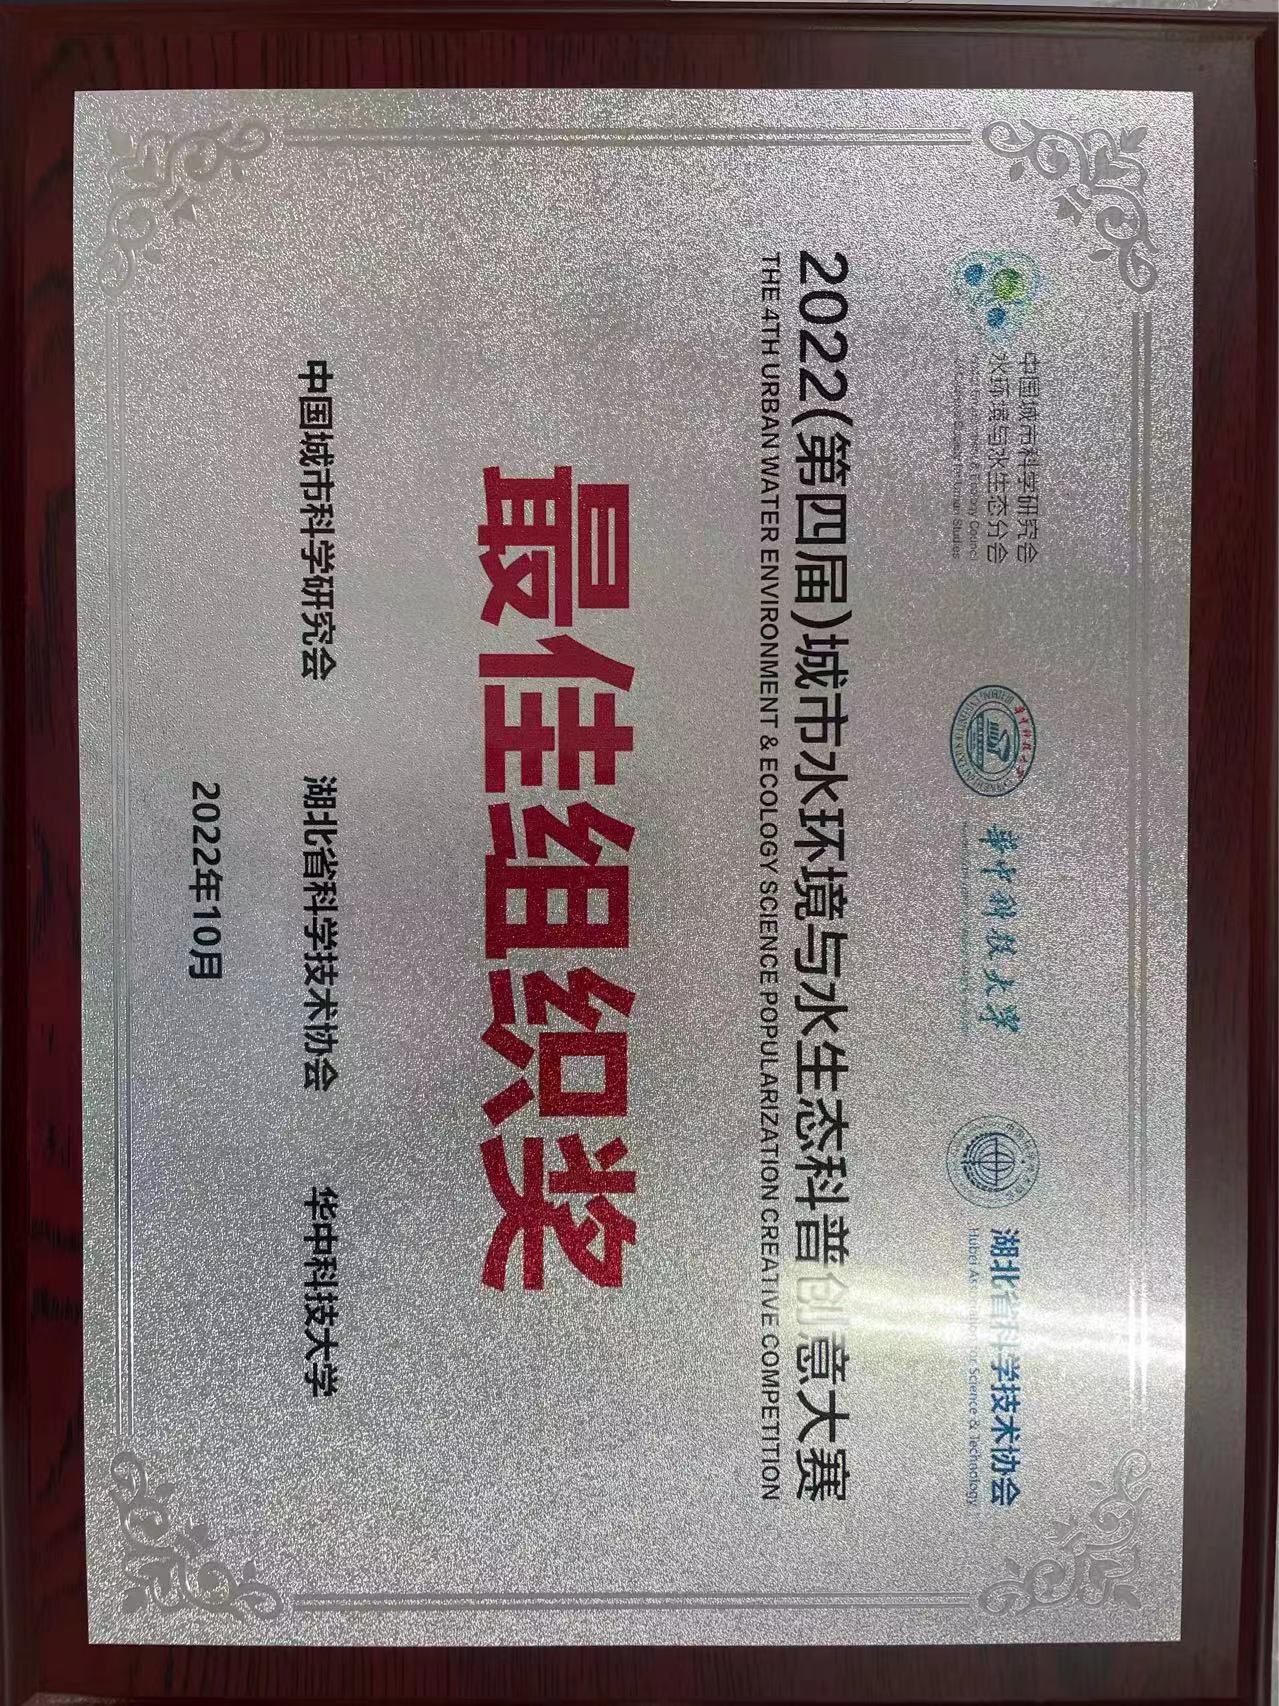 中国城市科学研究会
水环境与水生态分会
华中科技大学
湖北省科学技术协会
Hubei Association for Science & Technology
2022(第四届)城市水环境与水生态科普创意大赛
THE 4TH URBAN WATER ENVIRONMENT & ECOLOGY SCIENCE POPULARIZATION CREATIVE COMPETITION
最佳组织奖
中国城市科学研究会 湖北省科学技术协会 华中科技大学
2022年10月